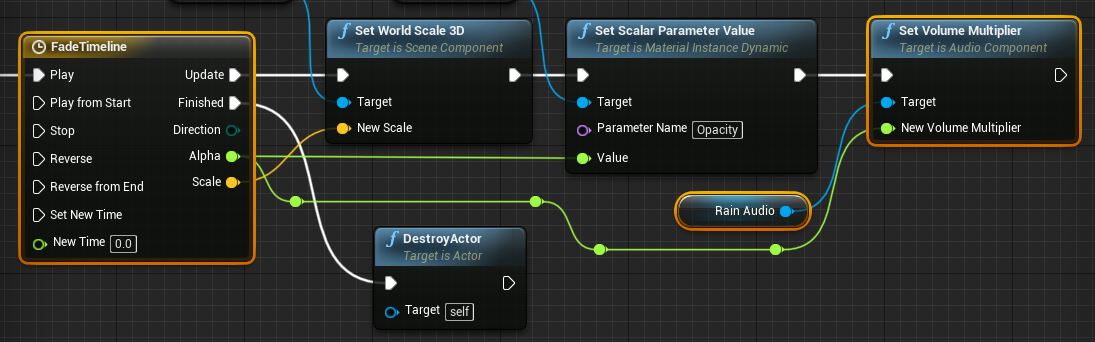 FadeTimeline
Play
Update
Play from Start
Finished
Stop
Direction
Reverse
Alpha
Reverse from End
Scale
Set New Time
New Time 0.0
f Set World Scale 3D
Target is Scene Component
Target
New Scale
f Set Scalar Parameter Value
Target is Material Instance Dynamic
Target
Parameter Name Opacity
Value
f Set Volume Multiplier
Target is Audio Component
Target
New Volume Multiplier
Rain Audio
f DestroyActor
Target is Actor
Target self